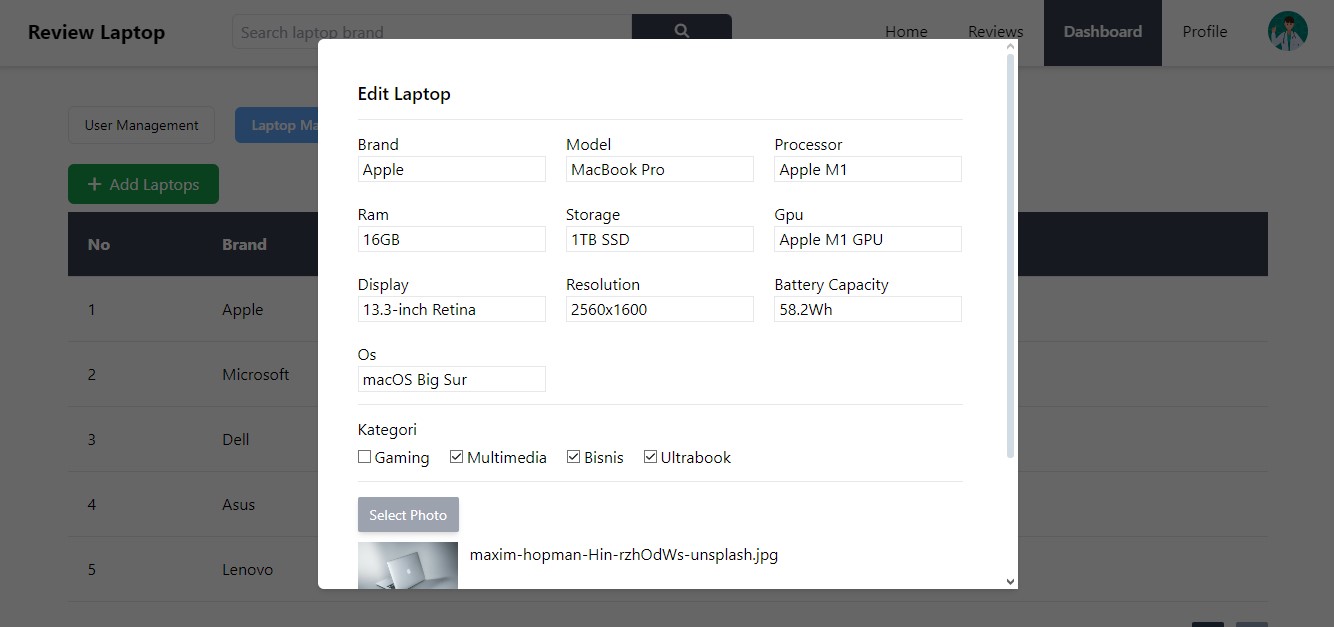 Review Laptop
Search laptop brand
Home
Reviews
Dashboard
Profile
User Management
Laptop Ma
Add Laptops
No
Brand
1
Apple
2
Microsoft
3
Dell
4
Asus
5
Lenovo
Edit Laptop
Brand Model Processor
Apple MacBook Pro Apple M1
Ram Storage Gpu
16GB 1TB SSD Apple M1 GPU
Display Resolution Battery Capacity
13.3-inch Retina 2560x1600 58.2Wh
Os
macOS Big Sur
Kategori
Gaming Multimedia Bisnis Ultrabook
Select Photo
maxim-hopman-Hin-rzhOdWs-unsplash.jpg